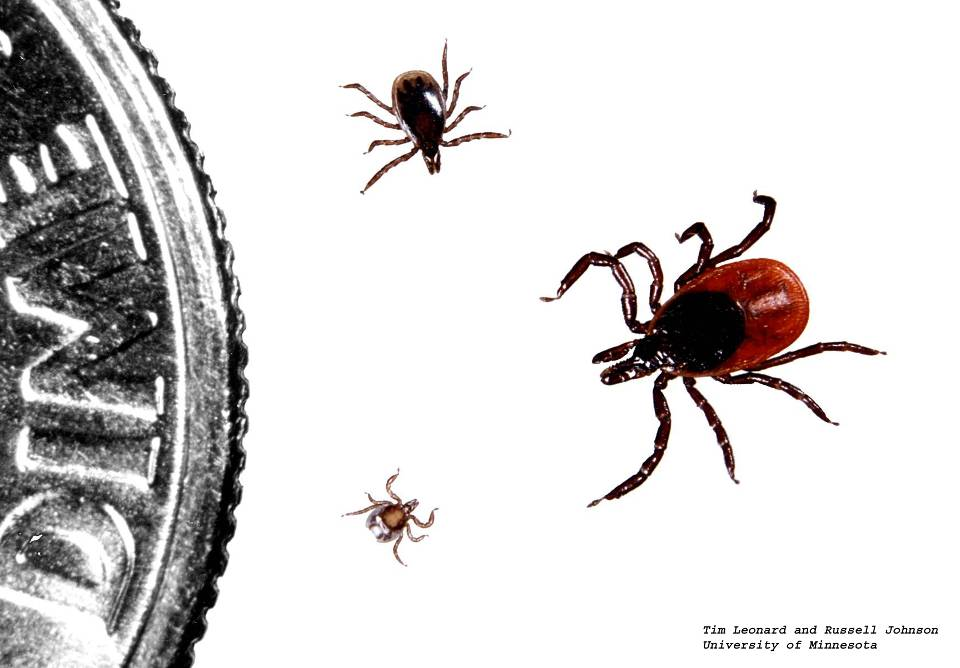 DIME
Tim Leonard and Russell Johnson
University of Minnesota